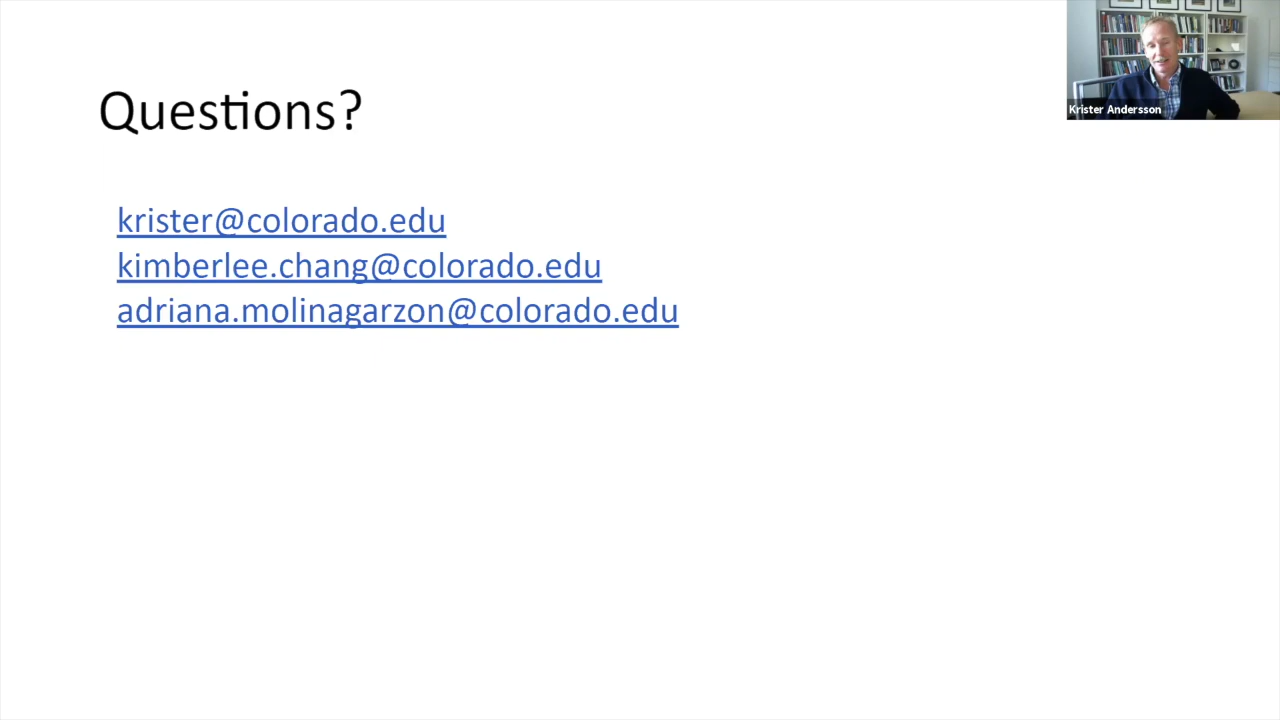 Questions?
krister@colorado.edu
kimberlee.chang@colorado.edu
adriana.molinagarzon@colorado.edu
Krister Andersson